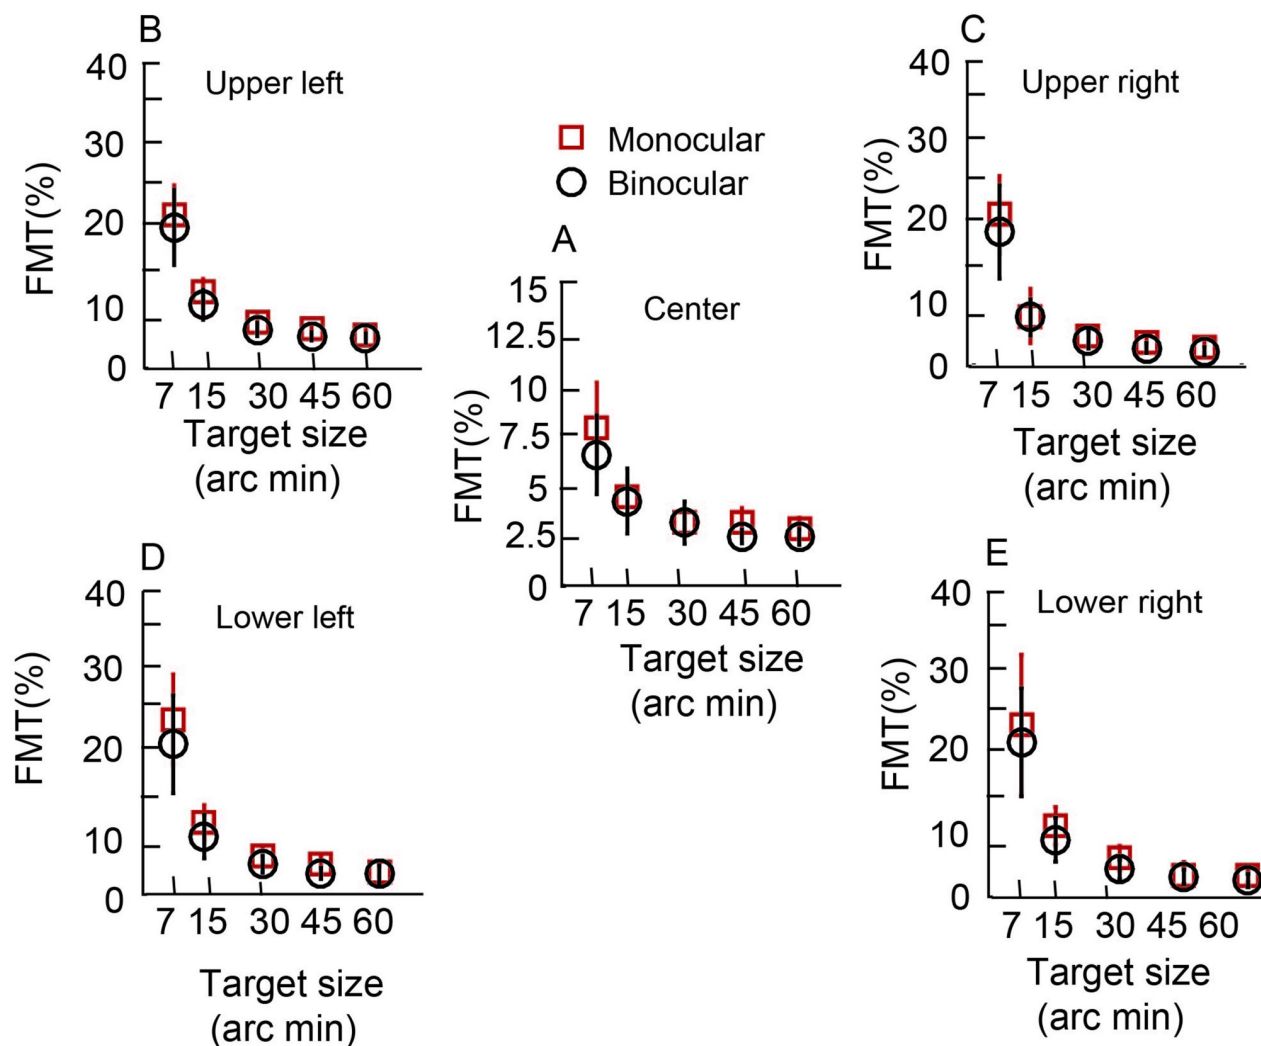 B
Upper left
40
30
20
10
0
FMT(%)
7 15 30 45 60
Target size
(arc min)
Monocular
Binocular
C
Upper right
40
30
20
10
0
FMT(%)
7 15 30 45 60
Target size
(arc min)
A
Center
15
12.5
10
7.5
5
2.5
0
FMT(%)
7 15 30 45 60
Target size
(arc min)
D
Lower left
40
30
20
10
0
FMT(%)
7 15 30 45 60
Target size
(arc min)
E
Lower right
40
30
20
10
0
FMT(%)
7 15 30 45 60
Target size
(arc min)